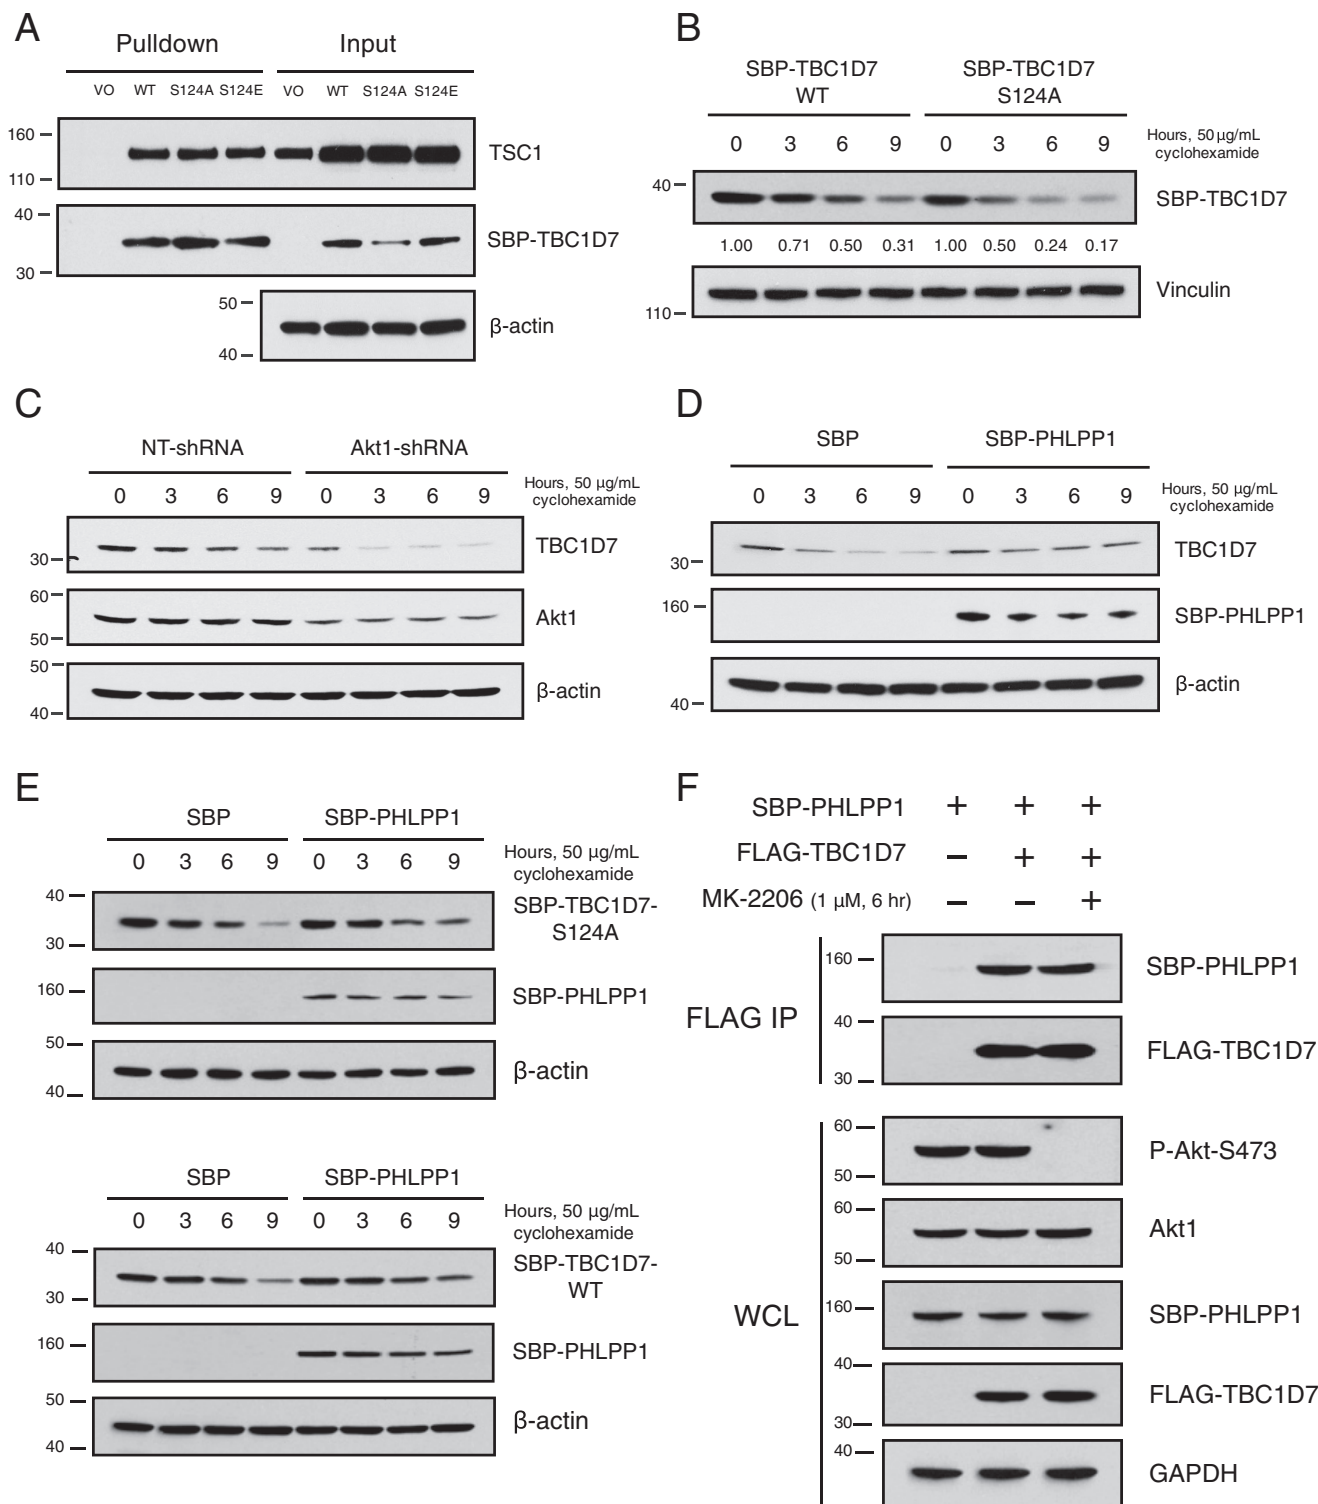 A
Pulldown Input
VO WT S124A S124E VO WT S124A S124E
160
110
TSC1
40
30
SBP-TBC1D7
50
40
β-actin
B
SBP-TBC1D7 SBP-TBC1D7
WT S124A
0 3 6 9 0 3 6 9
Hours, 50 µg/mL
cyclohexamide
40
SBP-TBC1D7
1.00 0.71 0.50 0.31 1.00 0.50 0.24 0.17
110
Vinculin
C
NT-shRNA Akt1-shRNA
0 3 6 9 0 3 6 9
Hours, 50 µg/mL
cyclohexamide
30
TBC1D7
60
50
Akt1
50
40
β-actin
D
SBP SBP-PHLPP1
0 3 6 9 0 3 6 9
Hours, 50 µg/mL
cyclohexamide
30
TBC1D7
160
SBP-PHLPP1
40
β-actin
E
SBP SBP-PHLPP1
0 3 6 9 0 3 6 9
Hours, 50 µg/mL
cyclohexamide
40
30
SBP-TBC1D7-
S124A
160
SBP-PHLPP1
50
40
β-actin
SBP SBP-PHLPP1
0 3 6 9 0 3 6 9
Hours, 50 µg/mL
cyclohexamide
40
30
SBP-TBC1D7-
WT
160
SBP-PHLPP1
50
40
β-actin
F
SBP-PHLPP1 + + +
FLAG-TBC1D7 − + +
MK-2206 (1 µM, 6 hr) − − +
FLAG IP
160
SBP-PHLPP1
40
30
FLAG-TBC1D7
WCL
60
50
P-Akt-S473
60
50
Akt1
160
SBP-PHLPP1
40
30
FLAG-TBC1D7
40
GAPDH